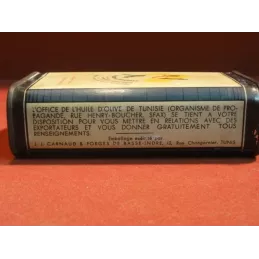 L'OFFICE DE L'HUILE D'OLIVE DE TUNISIE (ORGANISME DE PRO-
PAGANDE, RUE HENRY-BOUCHER, SFAX) SE TIENT A VOTRE
DISPOSITION POUR VOUS METTRE EN RELATIONS AVEC DES
EXPORTATEURS ET VOUS DONNER GRATUITEMENT TOUS
RENSEIGNEMENTS.
J. J. CARNAUD & FORGES DE BASSE-INDRE, Rue TUNIS